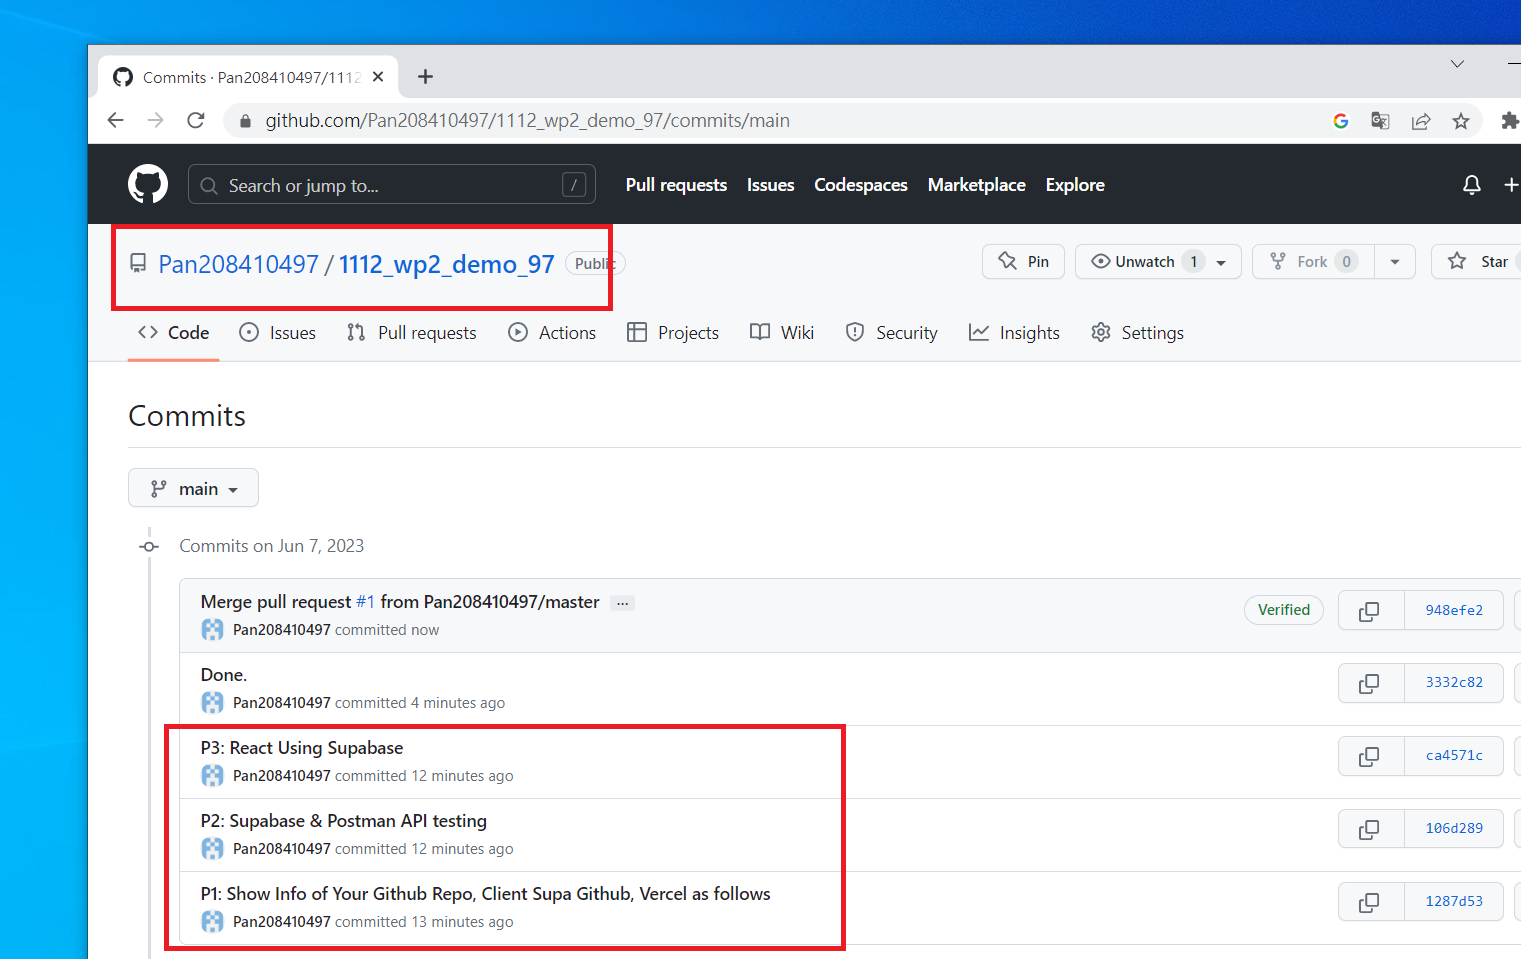 Commits · Pan208410497/1112
github.com/Pan208410497/1112_wp2_demo_97/commits/main
Search or jump to... / Pull requests Issues Codespaces Marketplace Explore
Pan208410497 / 1112_wp2_demo_97 Public Pin Unwatch 1 Fork 0 Star
Code Issues Pull requests Actions Projects Wiki Security Insights Settings
Commits
main
Commits on Jun 7, 2023
Merge pull request #1 from Pan208410497/master ... Verified 948efe2
Pan208410497 committed now
Done. 3332c82
Pan208410497 committed 4 minutes ago
P3: React Using Supabase ca4571c
Pan208410497 committed 12 minutes ago
P2: Supabase & Postman API testing 106d289
Pan208410497 committed 12 minutes ago
P1: Show Info of Your Github Repo, Client Supa Github, Vercel as follows 1287d53
Pan208410497 committed 13 minutes ago